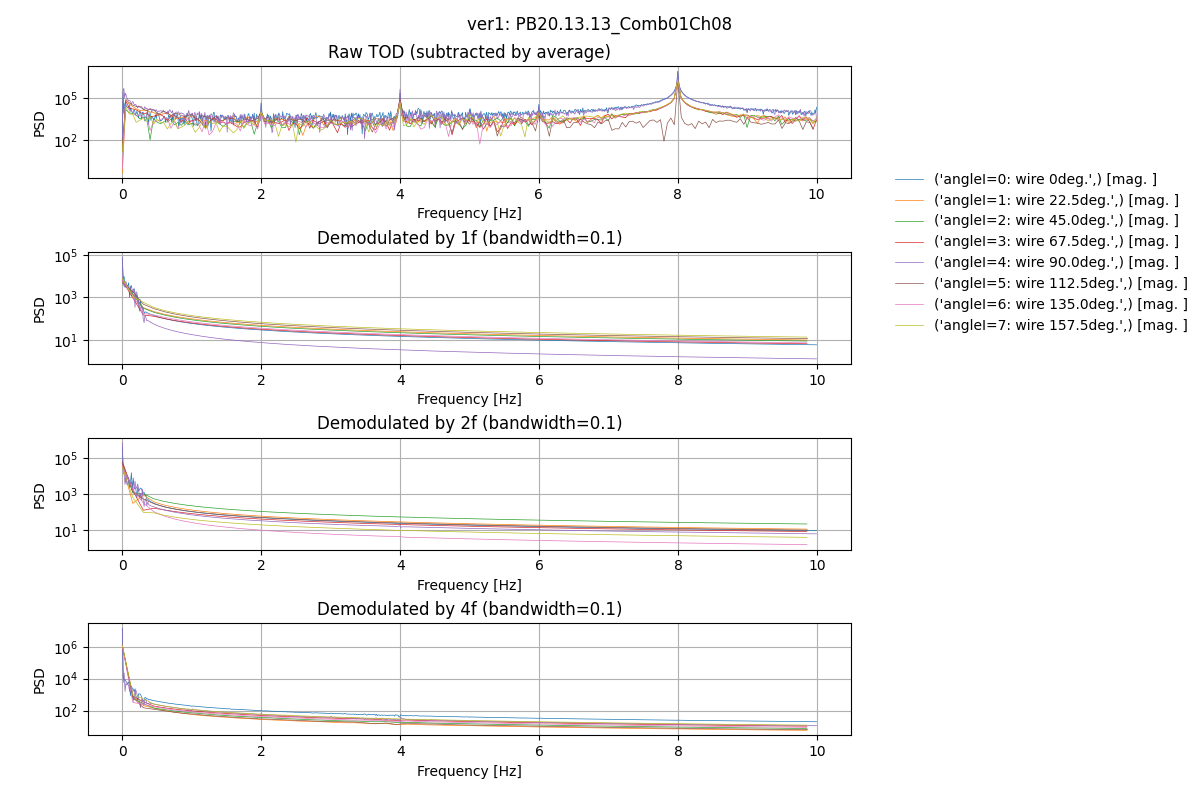 ver1: PB20.13.13_Comb01Ch08
Raw TOD (subtracted by average)
10^5
10^2
PSD
0 2 4 6 8 10
Frequency [Hz]
Demodulated by 1f (bandwidth=0.1)
10^5
10^3
10^1
PSD
0 2 4 6 8 10
Frequency [Hz]
Demodulated by 2f (bandwidth=0.1)
10^5
10^3
10^1
PSD
0 2 4 6 8 10
Frequency [Hz]
Demodulated by 4f (bandwidth=0.1)
10^6
10^4
10^2
PSD
0 2 4 6 8 10
Frequency [Hz]
('angleI=0: wire 0deg.',) [mag. ]
('angleI=1: wire 22.5deg.',) [mag. ]
('angleI=2: wire 45.0deg.',) [mag. ]
('angleI=3: wire 67.5deg.',) [mag. ]
('angleI=4: wire 90.0deg.',) [mag. ]
('angleI=5: wire 112.5deg.',) [mag. ]
('angleI=6: wire 135.0deg.',) [mag. ]
('angleI=7: wire 157.5deg.',) [mag. ]